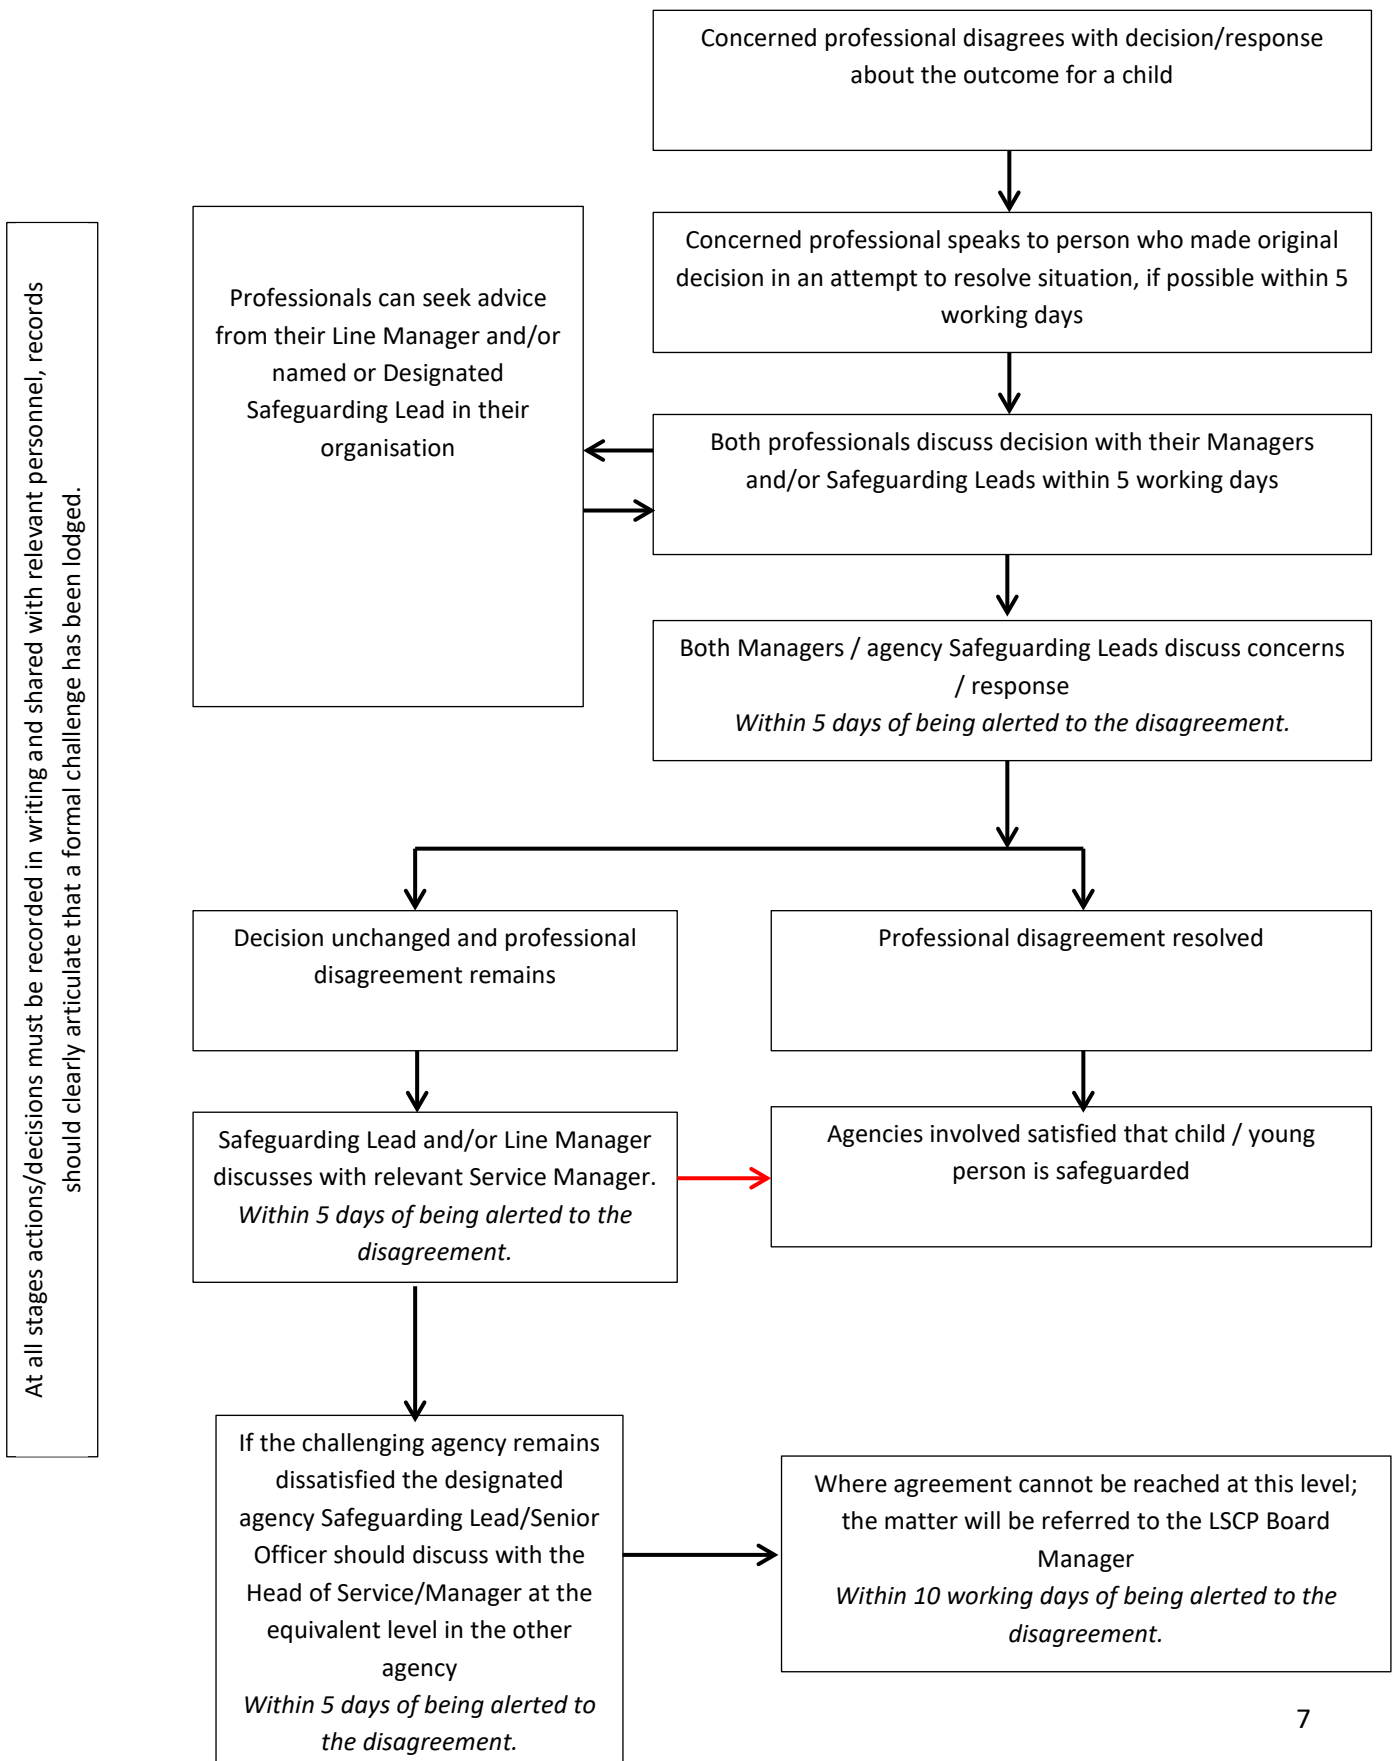 Concerned professional disagrees with decision/response
about the outcome for a child
Concerned professional speaks to person who made original
decision in an attempt to resolve situation, if possible within 5
working days
Professionals can seek advice
from their Line Manager and/or
named or Designated
Safeguarding Lead in their
organisation
Both professionals discuss decision with their Managers
and/or Safeguarding Leads within 5 working days
At all stages actions/decisions must be recorded in writing and shared with relevant personnel, records
should clearly articulate that a formal challenge has been lodged.
Both Managers / agency Safeguarding Leads discuss concerns
/ response
Within 5 days of being alerted to the disagreement.
Decision unchanged and professional
disagreement remains
Professional disagreement resolved
Safeguarding Lead and/or Line Manager
discusses with relevant Service Manager.
Within 5 days of being alerted to the
disagreement.
Agencies involved satisfied that child / young
person is safeguarded
If the challenging agency remains
dissatisfied the designated
agency Safeguarding Lead/Senior
Officer should discuss with the
Head of Service/Manager at the
equivalent level in the other
agency
Within 5 days of being alerted to
the disagreement.
Where agreement cannot be reached at this level;
the matter will be referred to the LSCP Board
Manager
Within 10 working days of being alerted to the
disagreement.
7